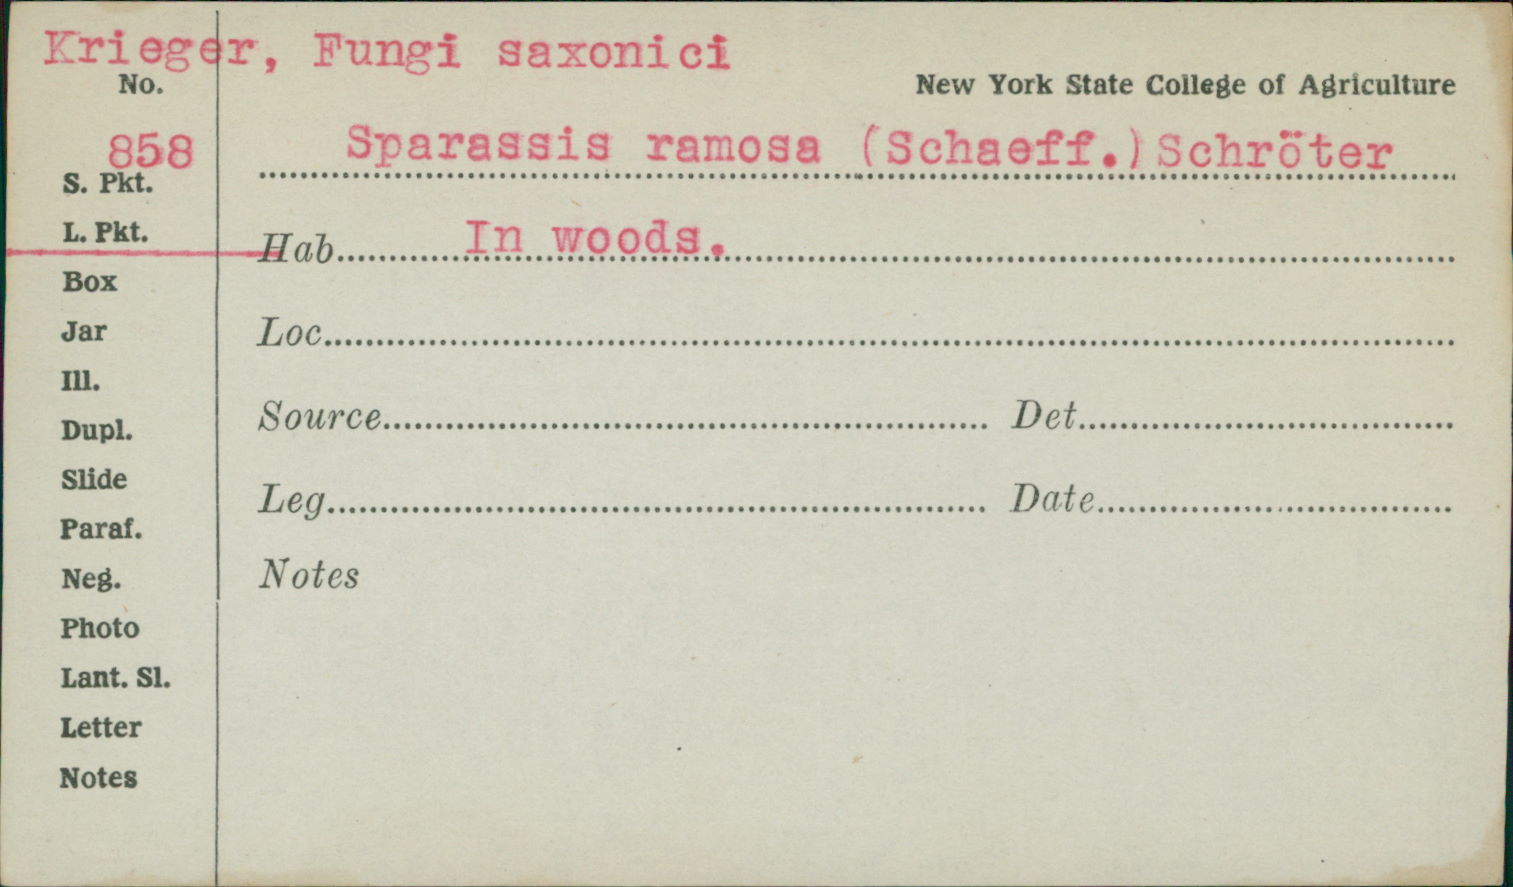 Krieger, Fungi saxonici
No.
New York State College of Agriculture
858
Sparassis ramosa (Schaeff.) Schröter
S. Pkt.
L. Pkt.
Hab. In woods.
Box
Jar
Loc.
Ill.
Dupl.
Source Det.
Slide
Leg. Date
Paraf.
Neg.
Notes
Photo
Lant. Sl.
Letter
Notes